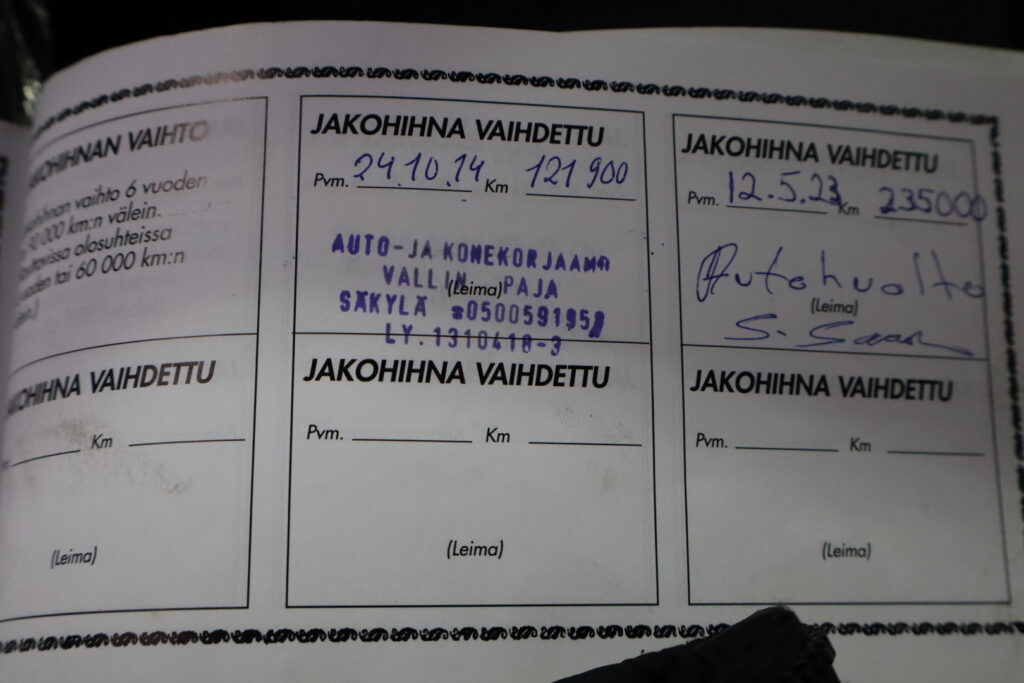 JAKOHIHNAN VAIHTO
vaihto 6 vuoden
000 km:n välein.
olosuhteissa
tai 60 000 km:n
JAKOHIHNA VAIHDETTU
Pvm. 24.10.14 Km 121 900
AUTO-JA KONEKORJAAMO
VALLIN PAJA
(Leima)
SÄKYLÄ ☎0500591958
LY.1310418-3
JAKOHIHNA VAIHDETTU
Pvm. 12.5.23 Km 235000
Autohuolto
(Leima)
S. Saari
JAKOHIHNA VAIHDETTU
Km
(Leima)
JAKOHIHNA VAIHDETTU
Pvm. Km
(Leima)
JAKOHIHNA VAIHDETTU
Pvm. Km
(Leima)